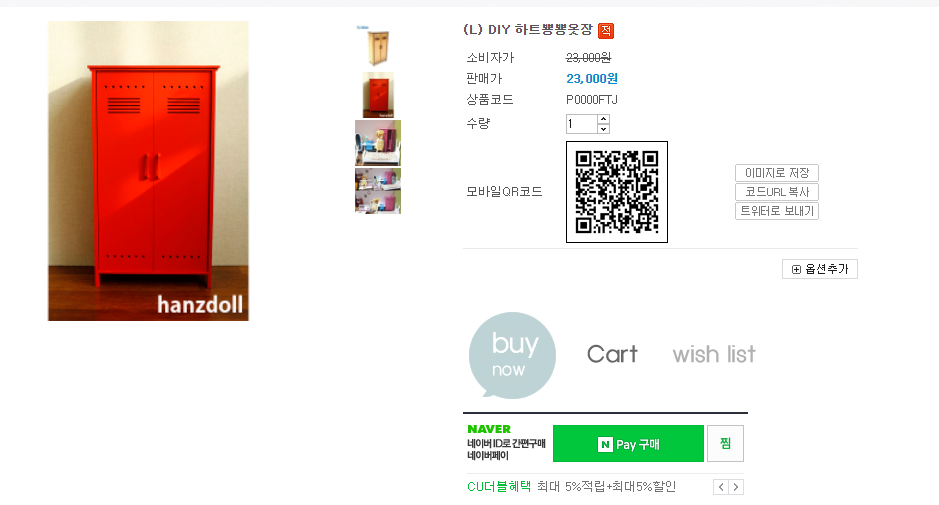 (L) DIY 하트뿅뿅옷장 적
소비자가 23,000원
판매가 23,000원
상품코드 P0000FTJ
수량 1
모바일QR코드
이미지로 저장
코드URL 복사
트위터로 보내기
옵션추가
hanzdoll
buy
now
Cart
wish list
NAVER
네이버 ID로 간편구매
네이버페이
N Pay 구매
찜
CU더블혜택 최대 5%적립+최대5%할인